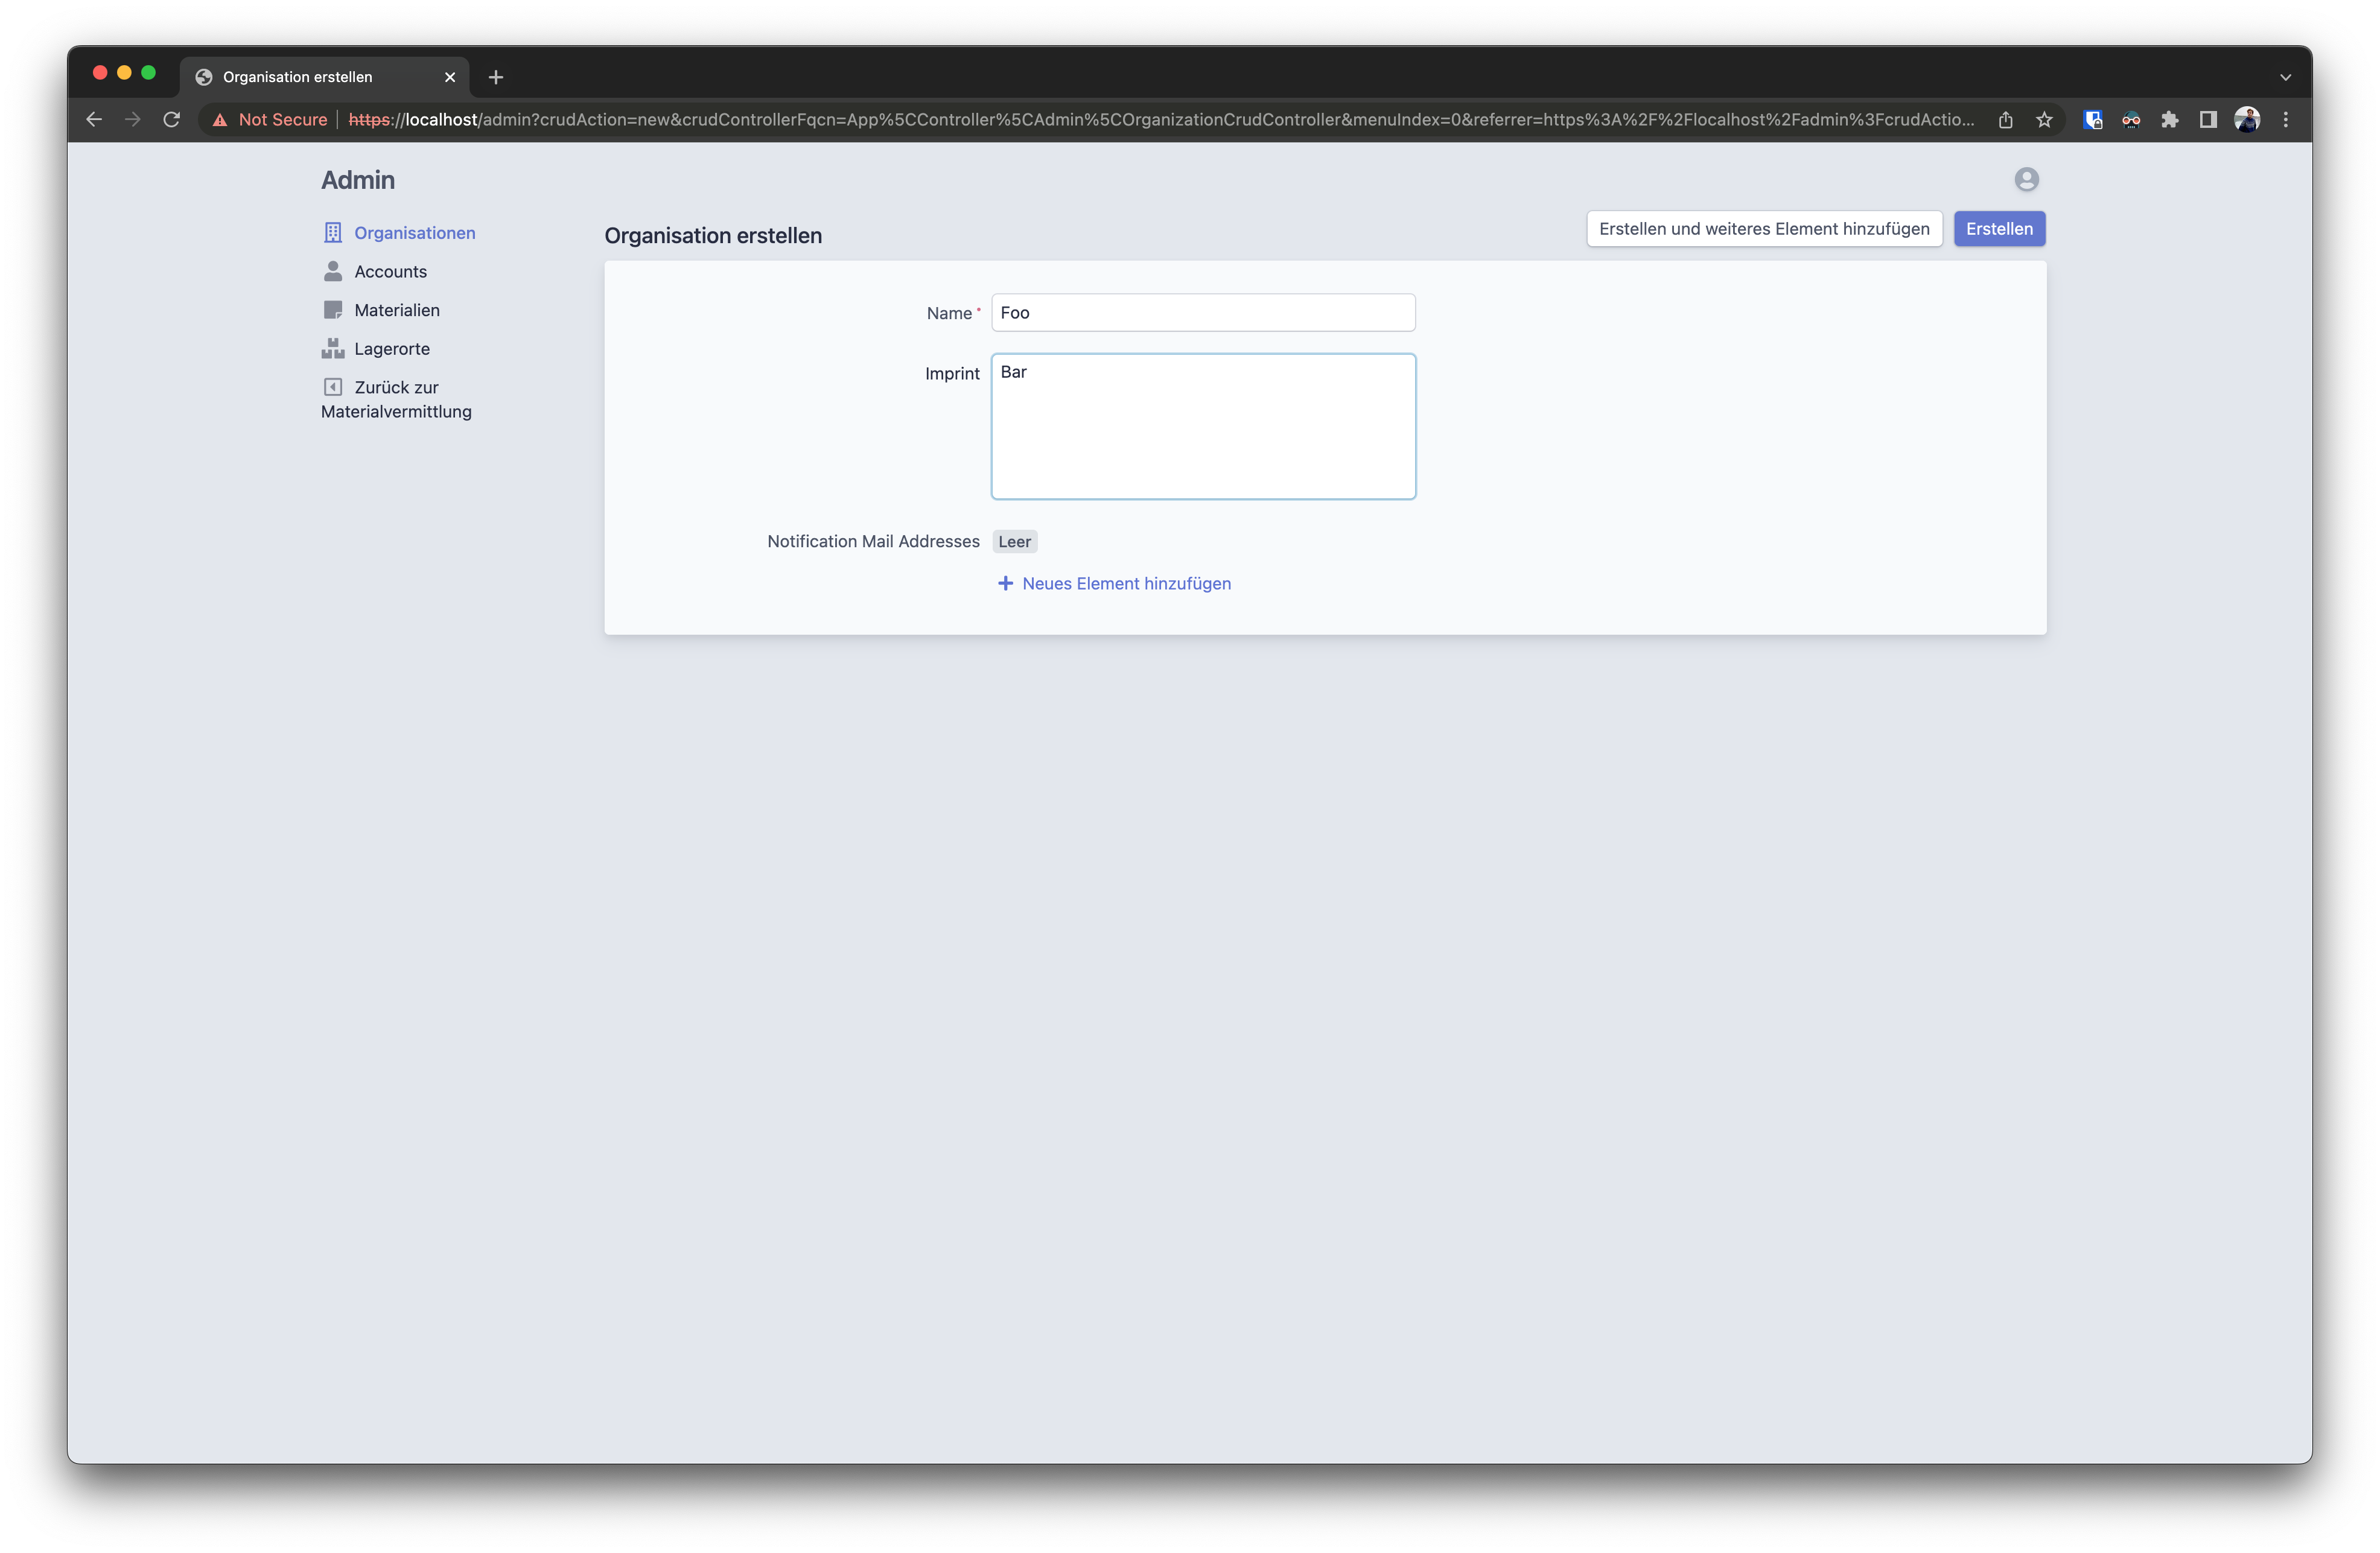 Organisation erstellen
Not Secure | https://localhost/admin?crudAction=new&crudControllerFqcn=App%5CController%5CAdmin%5COrganizationCrudController&menuIndex=0&referrer=https%3A%2F%2Flocalhost%2Fadmin%3FcrudActio...
Admin
Organisationen
Accounts
Materialien
Lagerorte
Zurück zur
Materialvermittlung
Organisation erstellen
Erstellen und weiteres Element hinzufügen
Erstellen
Name *
Foo
Imprint
Bar
Notification Mail Addresses
Leer
Neues Element hinzufügen